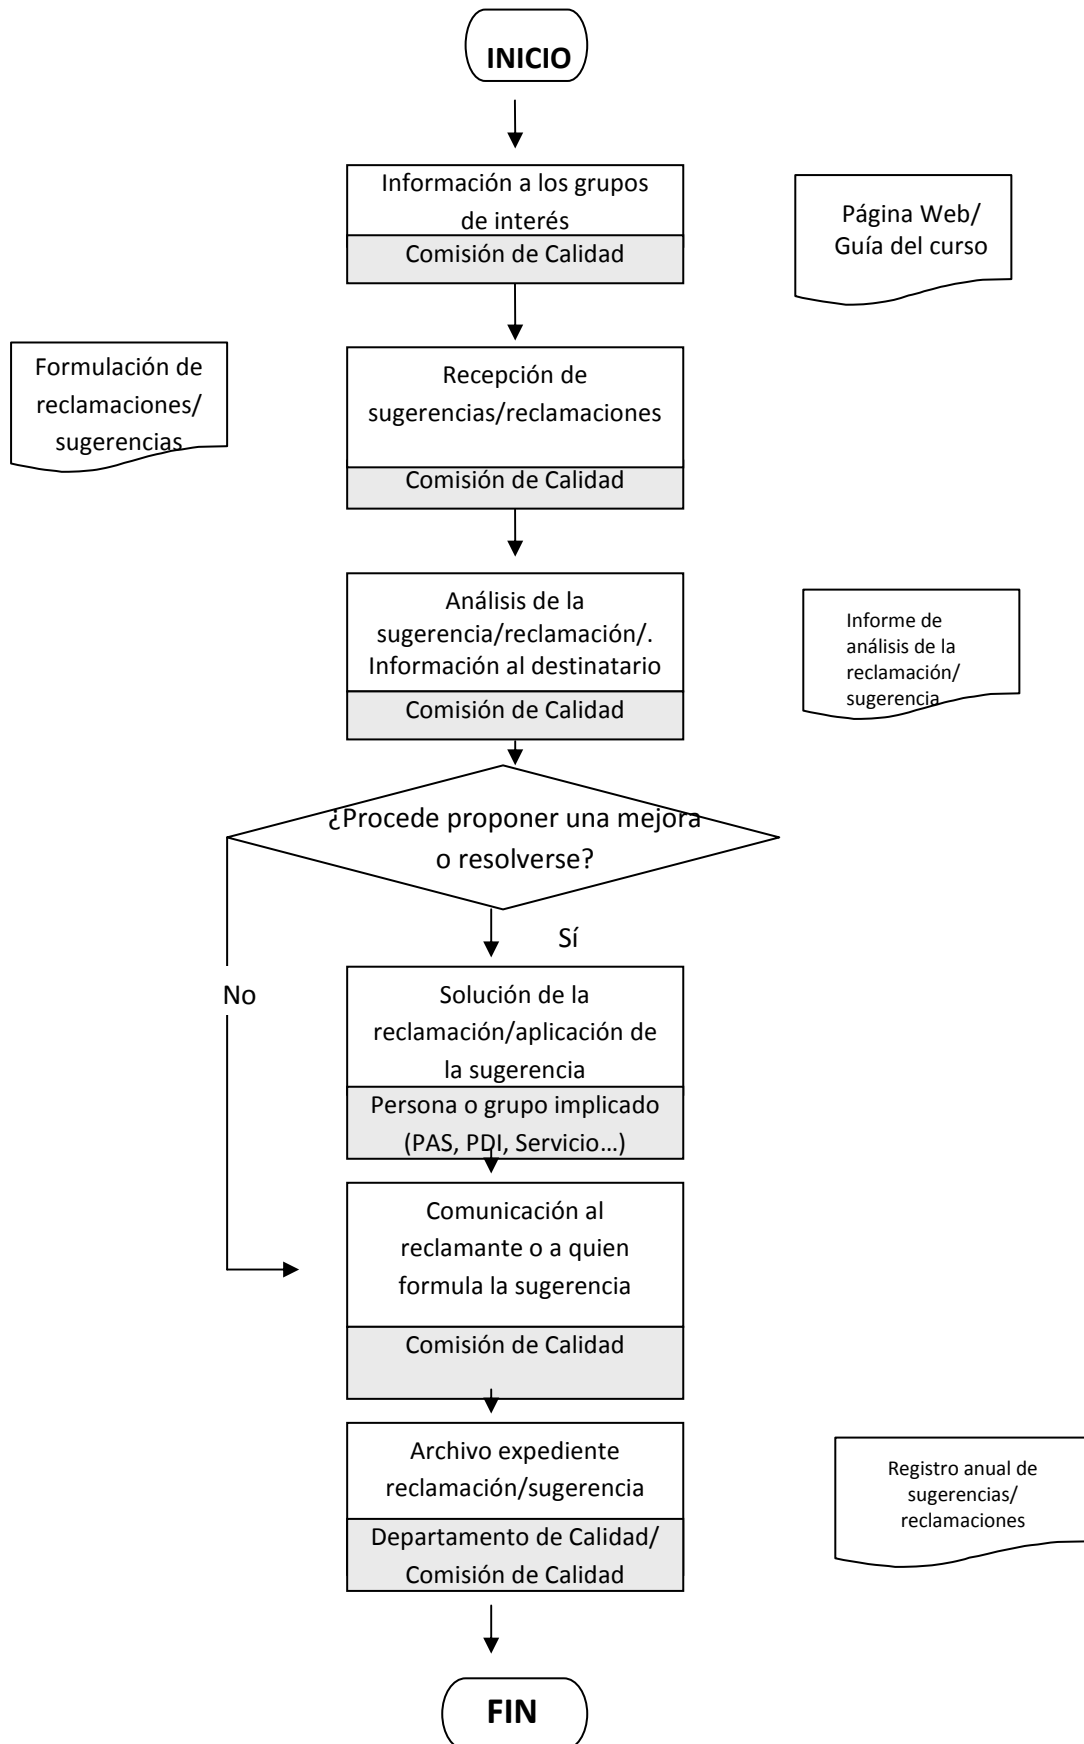 INICIO
Información a los grupos
de interés
Comisión de Calidad
Página Web/
Guía del curso
Formulación de
reclamaciones/
sugerencias
Recepción de
sugerencias/reclamaciones
Comisión de Calidad
Análisis de la
sugerencia/reclamación/.
Información al destinatario
Comisión de Calidad
Informe de
análisis de la
reclamación/
sugerencia
¿Procede proponer una mejora
o resolverse?
Sí
No
Solución de la
reclamación/aplicación de
la sugerencia
Persona o grupo implicado
(PAS, PDI, Servicio...)
Comunicación al
reclamante o a quien
formula la sugerencia
Comisión de Calidad
Archivo expediente
reclamación/sugerencia
Departamento de Calidad/
Comisión de Calidad
Registro anual de
sugerencias/
reclamaciones
FIN